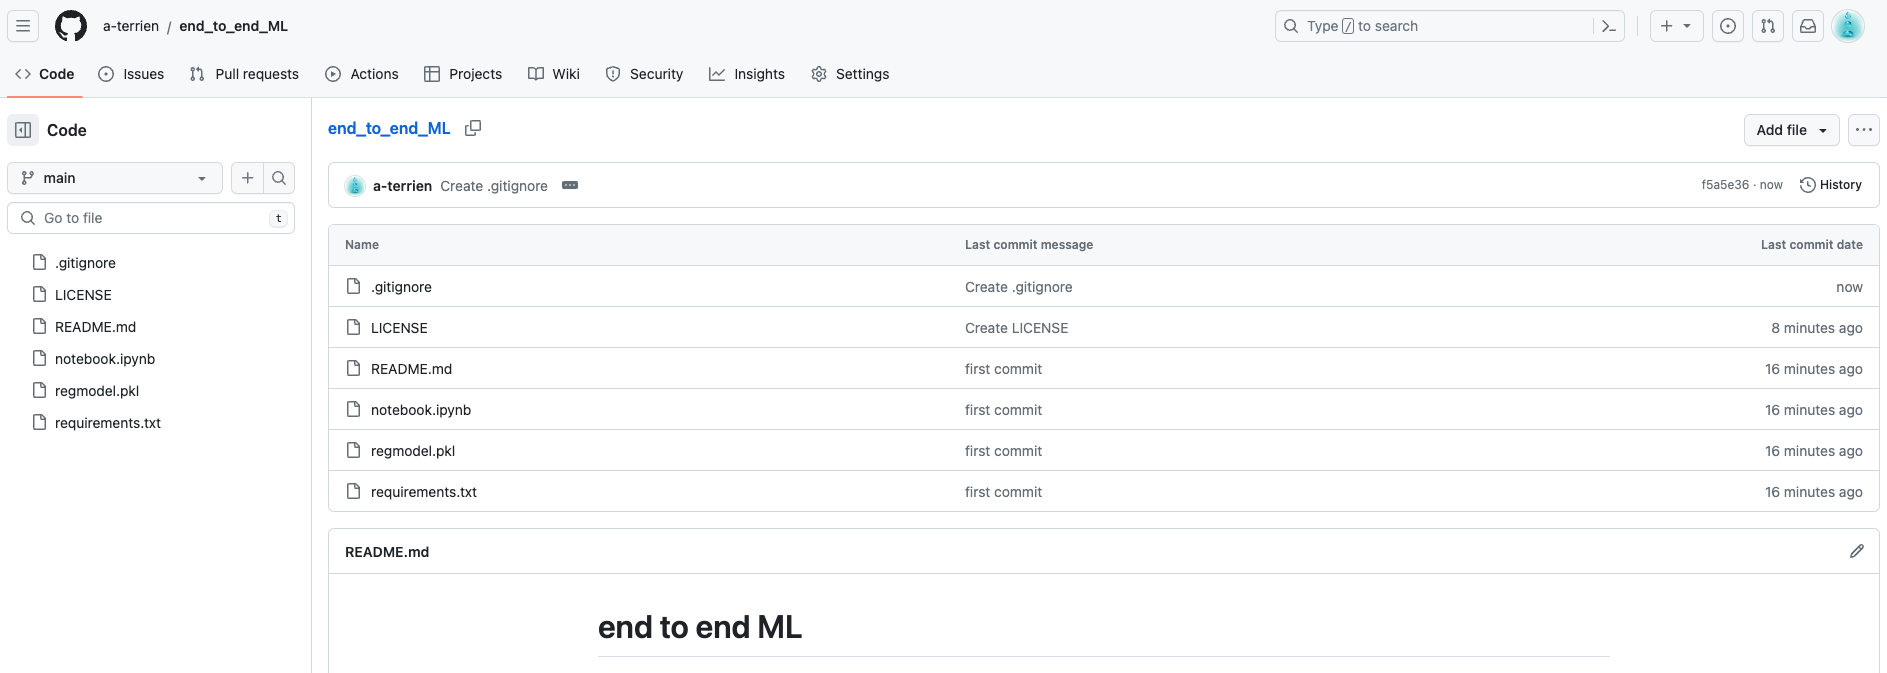 a-terrien / end_to_end_ML
Type / to search
Code Issues Pull requests Actions Projects Wiki Security Insights Settings
Code
main
Go to file t
.gitignore
LICENSE
README.md
notebook.ipynb
regmodel.pkl
requirements.txt
end_to_end_ML
Add file
a-terrien Create .gitignore f5a5e36 · now History
Name Last commit message Last commit date
.gitignore Create .gitignore now
LICENSE Create LICENSE 8 minutes ago
README.md first commit 16 minutes ago
notebook.ipynb first commit 16 minutes ago
regmodel.pkl first commit 16 minutes ago
requirements.txt first commit 16 minutes ago
README.md
end to end ML